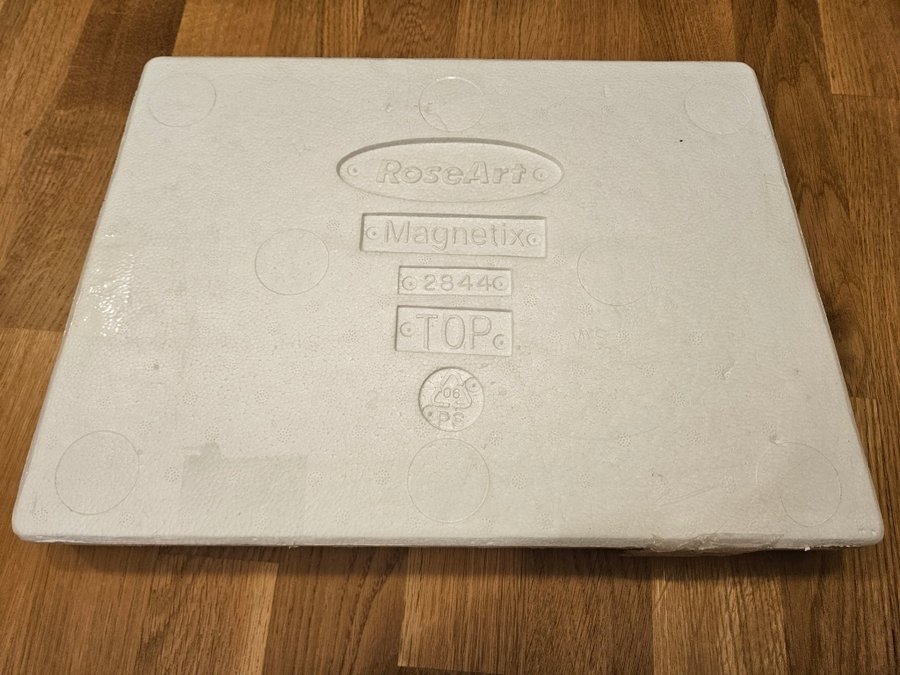 RoseArt
Magnetix
2844
TOP
06
PS